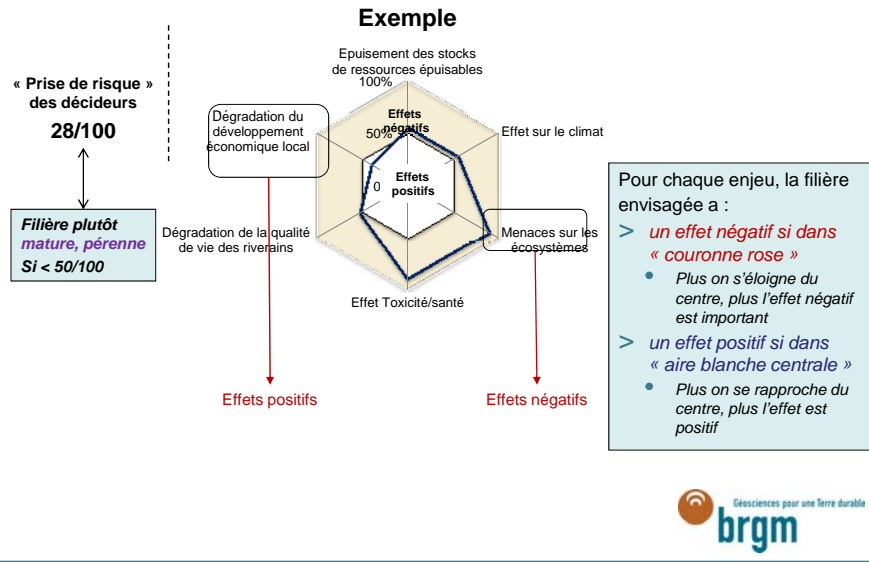 Exemple
« Prise de risque »
des décideurs
28/100
Filière plutôt
mature, pérenne
Si < 50/100
Epuisement des stocks
de ressources épuisables
100%
Effets
négatifs
50%
0
Effets
positifs
Dégradation du
développement
économique local
Effet sur le climat
Dégradation de la qualité
de vie des riverains
Menaces sur les
écosystèmes
Effet Toxicité/santé
Effets positifs
Effets négatifs
Pour chaque enjeu, la filière
envisagée a :
> un effet négatif si dans
« couronne rose »
• Plus on s'éloigne du
centre, plus l'effet négatif
est important
> un effet positif si dans
« aire blanche centrale »
• Plus on se rapproche du
centre, plus l'effet est
positif
Géosciences pour une Terre durable
brgm